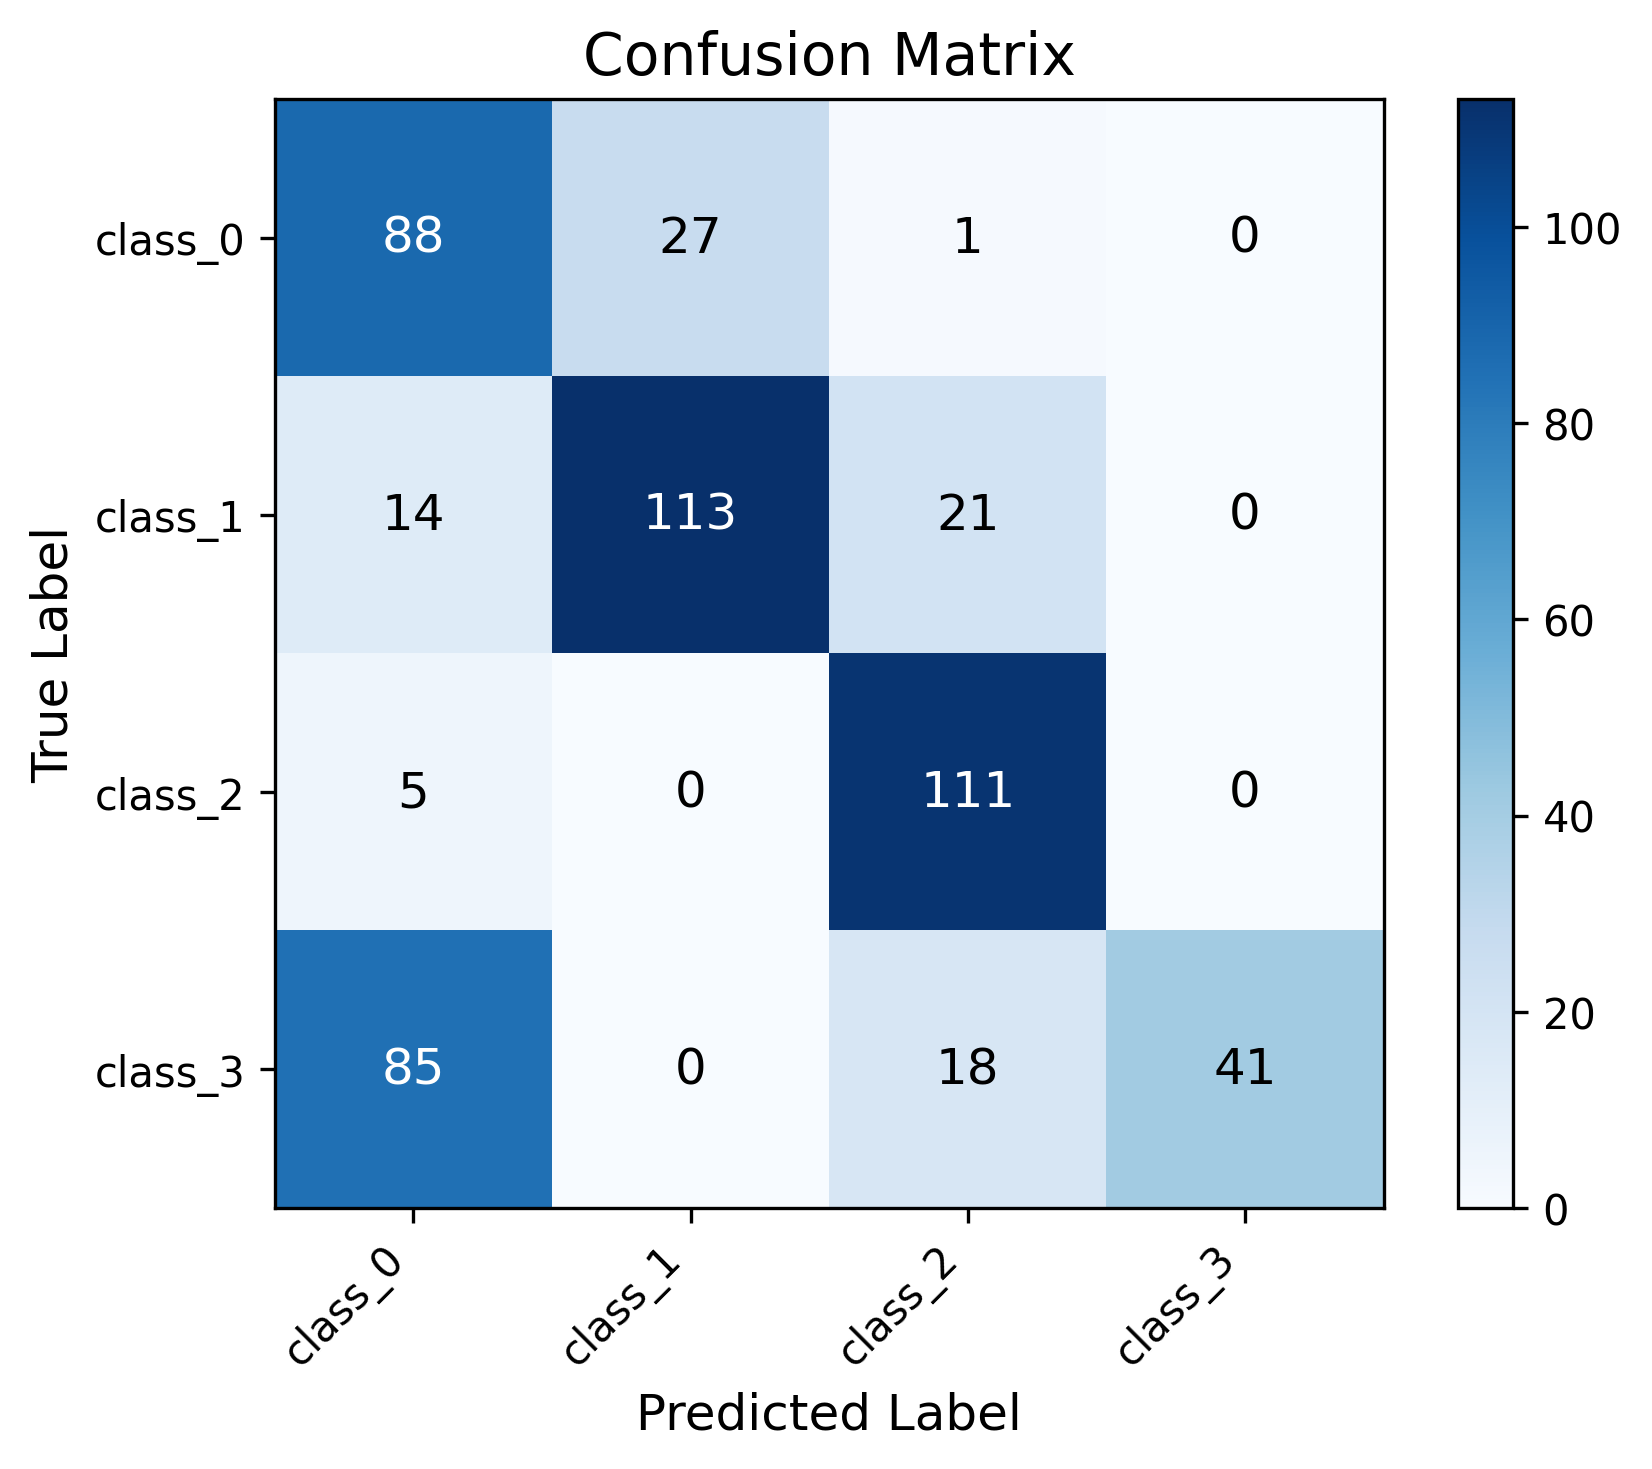 Confusion Matrix
class_0 88 27 1 0
class_1 14 113 21 0
class_2 5 0 111 0
class_3 85 0 18 41
class_0 class_1 class_2 class_3
Predicted Label
True Label
100
80
60
40
20
0